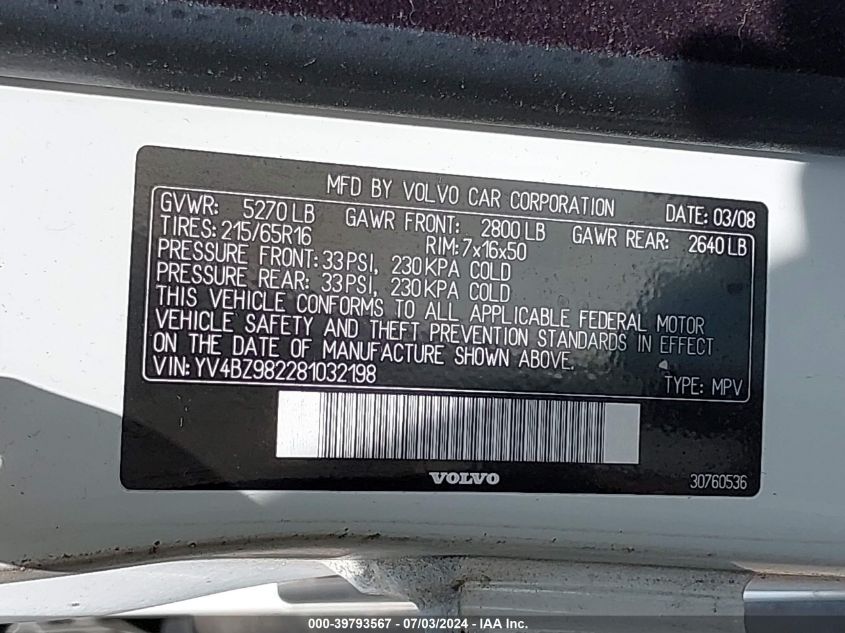 MFD BY VOLVO CAR CORPORATION DATE: 03/08
GVWR: 5270 LB GAWR FRONT: 2800 LB GAWR REAR: 2640 LB
TIRES: 215/65R16 RIM: 7x16x50
PRESSURE FRONT: 33 PSI, 230 KPA COLD
PRESSURE REAR: 33 PSI, 230 KPA COLD
THIS VEHICLE CONFORMS TO ALL APPLICABLE FEDERAL MOTOR
VEHICLE SAFETY AND THEFT PREVENTION STANDARDS IN EFFECT
ON THE DATE OF MANUFACTURE SHOWN ABOVE.
VIN: YV4BZ982281032198 TYPE: MPV
VOLVO 30760536
000-39793567 - 07/03/2024 - IAA Inc.